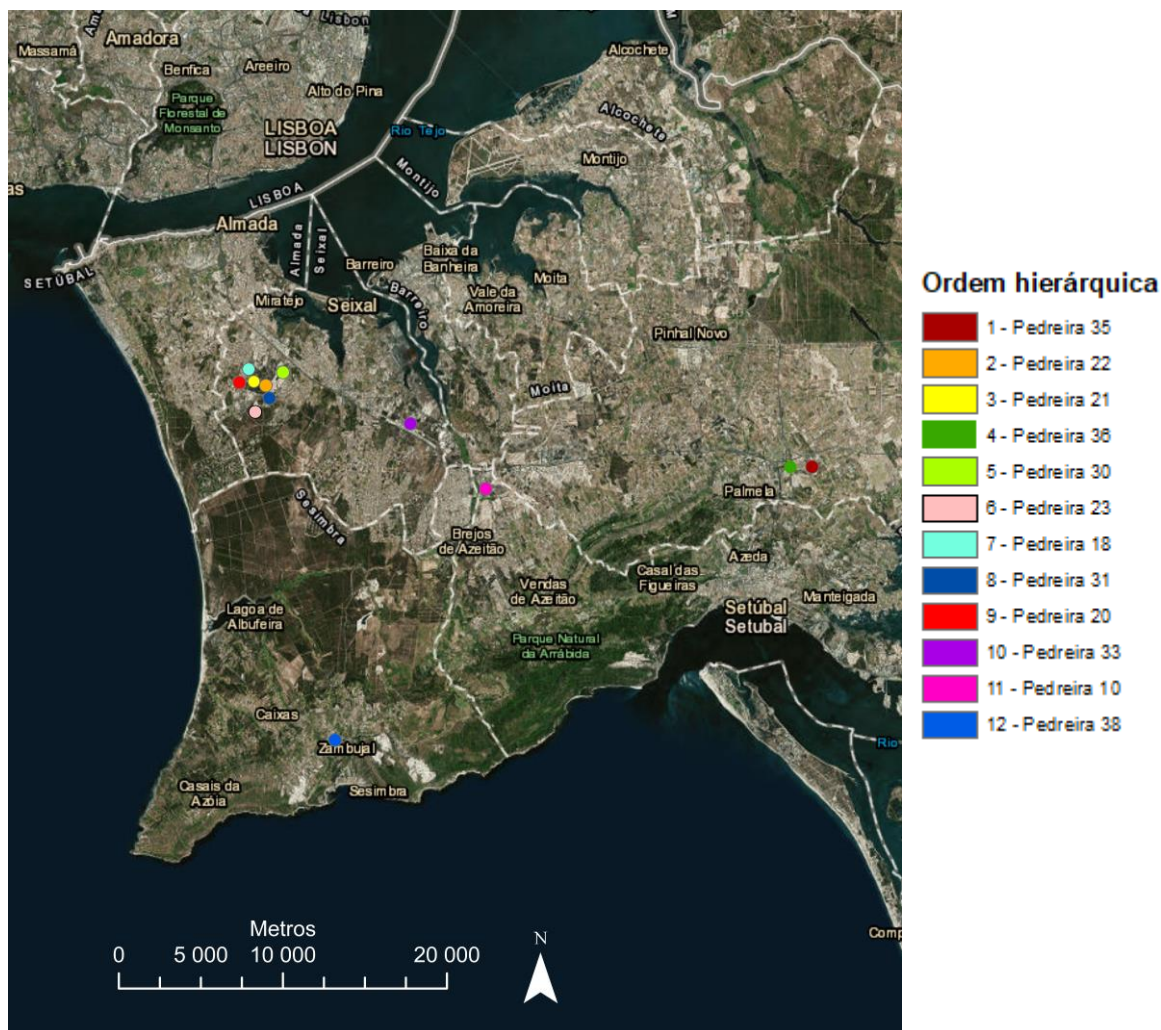 Lisbon
Amadora
Massamá
Benfica
Areeiro
Alcochete
Alto do Pina
Parque
Florestal de
Monsanto
Alcochete
LISBOA
LISBON
Rio Tejo
Montijo
Montijo
as
LISBOA
Almada
Almada
Seixal
Baixa da
Banheira
SETÚBAL
Barreiro
Moita
Miratejo
Seixal
Barreiro
Vale da
Amoreira
Pinhal Novo
Moita
Palmela
Sesimbra
Brejos
de Azeitão
Azeda
Casal das
Figueiras
Vendas
de Azeitão
Manteigada
Lagoa de
Albufeira
Setúbal
Setubal
Parque Natural
da Arrábida
Caixas
Rio
Zambujal
Casais da
Azóia
Sesimbra
Comp
Metros
0 5 000 10 000 20 000
N
Ordem hierárquica
1 - Pedreira 35
2 - Pedreira 22
3 - Pedreira 21
4 - Pedreira 36
5 - Pedreira 30
6 - Pedreira 23
7 - Pedreira 18
8 - Pedreira 31
9 - Pedreira 20
10 - Pedreira 33
11 - Pedreira 10
12 - Pedreira 38